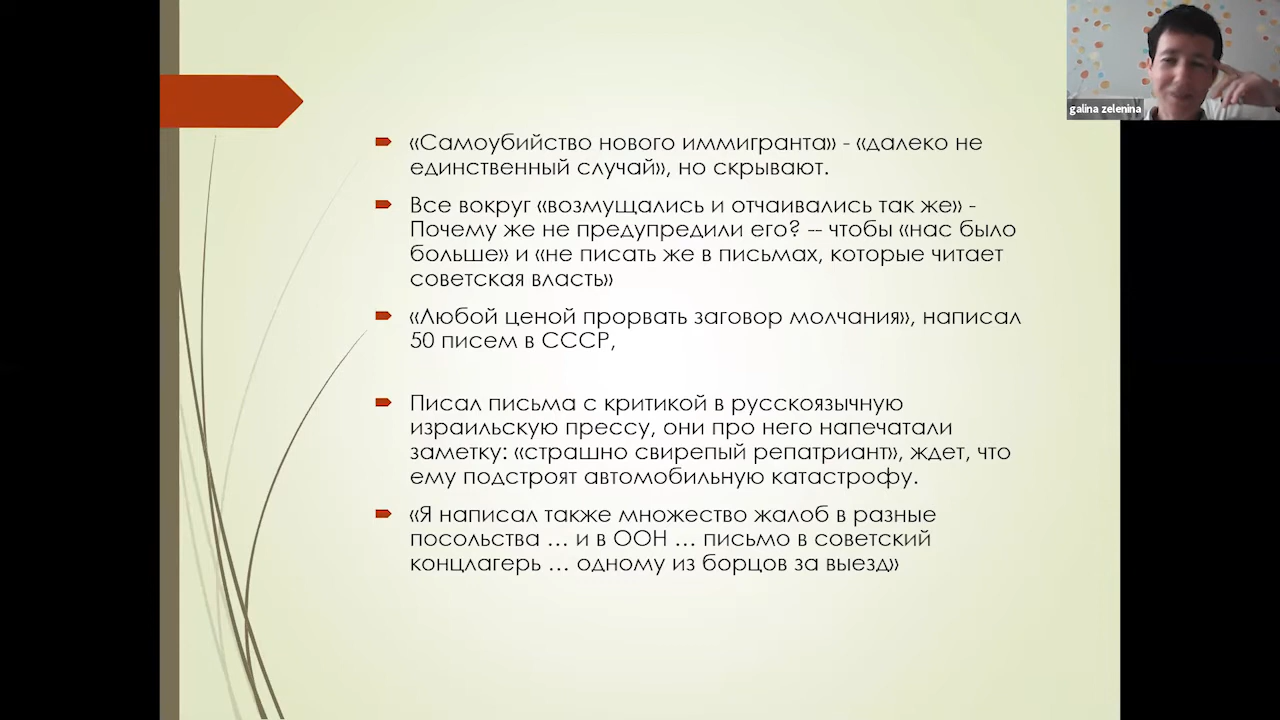 galina zelenina
«Самоубийство нового иммигранта» - «далеко не
единственный случай», но скрывают.
Все вокруг «возмущались и отчаивались так же» -
Почему же не предупредили его? -- чтобы «нас было
больше» и «не писать же в письмах, которые читает
советская власть»
«Любой ценой прорвать заговор молчания», написал
50 писем в СССР,
Писал письма с критикой в русскоязычную
израильскую прессу, они про него напечатали
заметку: «страшно свирепый репатриант», ждет, что
ему подстроят автомобильную катастрофу.
«Я написал также множество жалоб в разные
посольства … и в ООН … письмо в советский
концлагерь … одному из борцов за выезд»